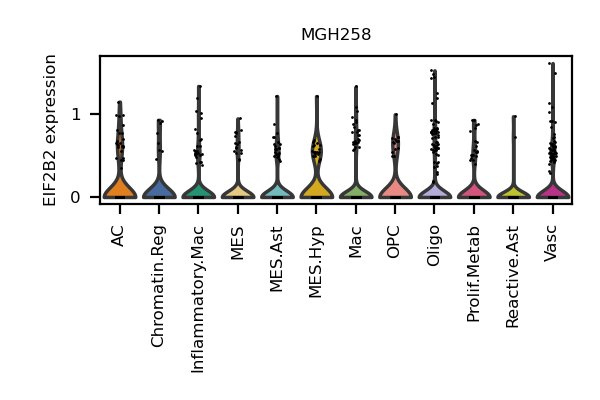 MGH258
EIF2B2 expression
1
0
AC
Chromatin.Reg
Inflammatory.Mac
MES
MES.Ast
MES.Hyp
Mac
OPC
Oligo
Prolif.Metab
Reactive.Ast
Vasc